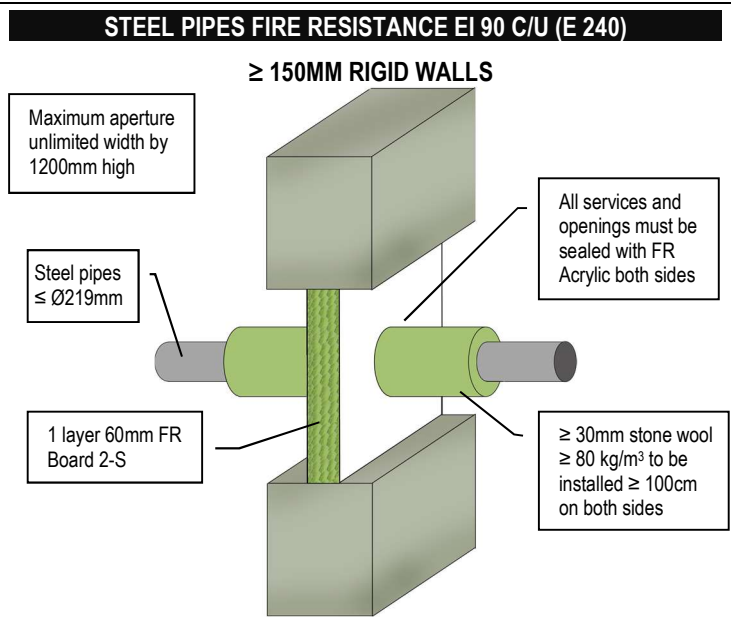 STEEL PIPES FIRE RESISTANCE EI 90 C/U (E 240)
≥ 150MM RIGID WALLS
Maximum aperture
unlimited width by
1200mm high
All services and
openings must be
sealed with FR
Acrylic both sides
Steel pipes
≤ Ø219mm
1 layer 60mm FR
Board 2-S
≥ 30mm stone wool
≥ 80 kg/m³ to be
installed ≥ 100cm
on both sides